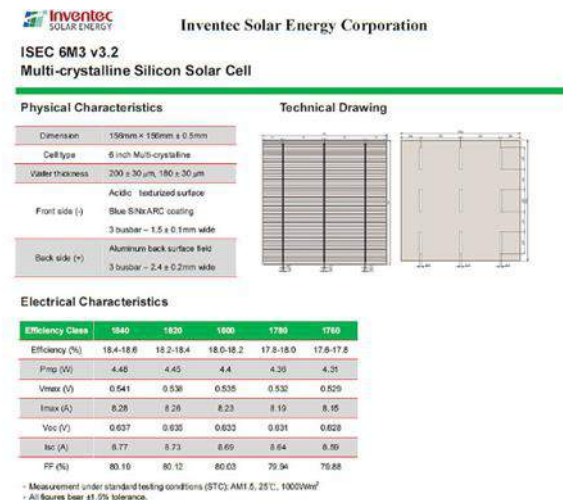 Inventec
SOLAR ENERGY
Inventec Solar Energy Corporation
ISEC 6M3 v3.2
Multi-crystalline Silicon Solar Cell
Physical Characteristics
Technical Drawing
Dimension 156mm × 156mm ± 0.5mm
Cell type 6 inch Multi-crystalline
Wafer thickness 200 ± 30 µm, 180 ± 30 µm
Front side (-) Acidic texturized surface
Blue SiNx ARC coating
3 busbar – 1.5 ± 0.1mm wide
Back side (+) Aluminum back surface field
3 busbar – 2.4 ± 0.2mm wide
Electrical Characteristics
Efficiency Class 1840 1820 1800 1780 1760
Efficiency (%) 18.4-18.6 18.2-18.4 18.0-18.2 17.8-18.0 17.6-17.8
Pmp (W) 4.48 4.45 4.4 4.36 4.31
Vmax (V) 0.541 0.538 0.535 0.532 0.529
Imax (A) 8.28 8.26 8.23 8.19 8.15
Voc (V) 0.637 0.635 0.633 0.631 0.628
Isc (A) 8.77 8.73 8.69 8.64 8.59
FF (%) 80.19 80.12 80.03 79.94 79.88
- Measurement under standard testing conditions (STC): AM1.5, 25℃, 1000W/m²
- All figures bear ±1.5% tolerance.